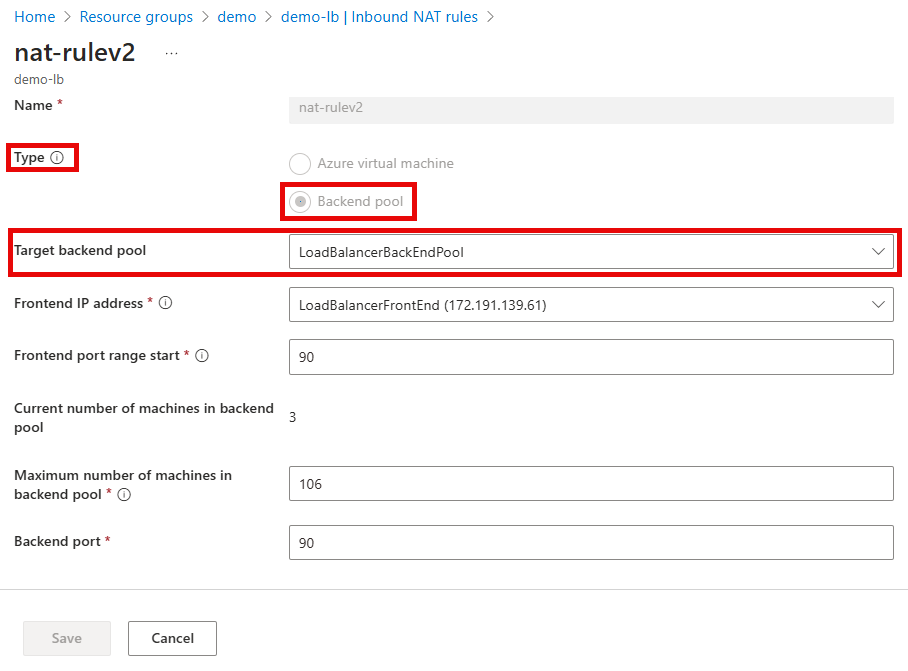 Home > Resource groups > demo > demo-lb | Inbound NAT rules >
nat-rulev2 ...
demo-lb
Name * nat-rulev2
Type
Azure virtual machine
Backend pool
Target backend pool LoadBalancerBackEndPool
Frontend IP address * LoadBalancerFrontEnd (172.191.139.61)
Frontend port range start * 90
Current number of machines in backend
pool 3
Maximum number of machines in
backend pool * 106
Backend port * 90
Save Cancel